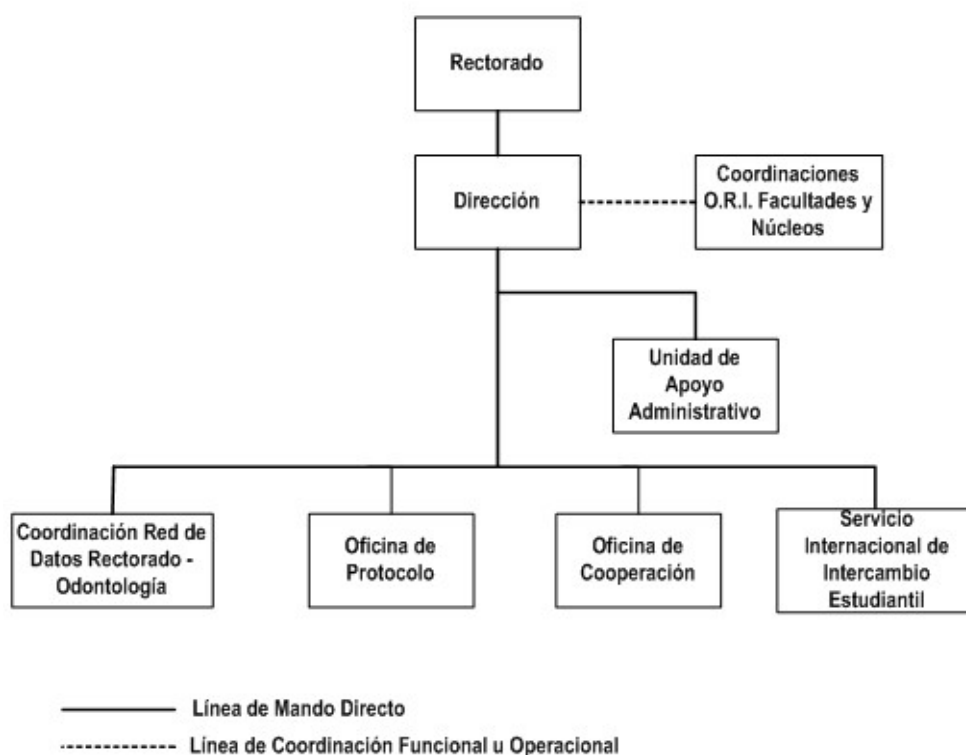 Rectorado
Dirección
Coordinaciones
O.R.I. Facultades y
Núcleos
Unidad de
Apoyo
Administrativo
Coordinación Red de
Datos Rectorado -
Odontología
Oficina de
Protocolo
Oficina de
Cooperación
Servicio
Internacional de
Intercambio
Estudiantil
Línea de Mando Directo
Línea de Coordinación Funcional u Operacional